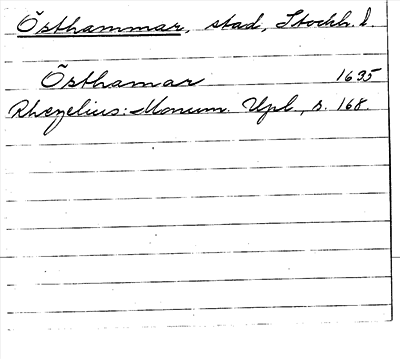 Östhammar, stad, Stockh. l
Östhamar 1635
Rhezelius: Monum. Upl., s. 168.